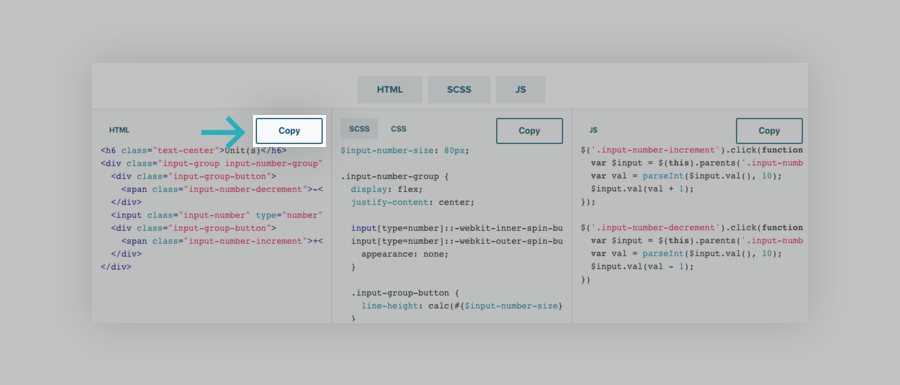 HTML SCSS JS
HTML
Copy
<h6 class="text-center">Unit(s)</h6>
<div class="input-group input-number-group"
<div class="input-group-button">
<span class="input-number-decrement">-<
</div>
<input class="input-number" type="number"
<div class="input-group-button">
<span class="input-number-increment">+<
</div>
</div>
SCSS CSS
Copy
$input-number-size: 80px;
.input-number-group {
display: flex;
justify-content: center;
input[type=number]::-webkit-inner-spin-bu
input[type=number]::-webkit-outer-spin-bu
appearance: none;
}
.input-group-button {
line-height: calc(#{$input-number-size}
}
JS
Copy
$('.input-number-increment').click(function
var $input = $(this).parents('.input-numb
var val = parseInt($input.val(), 10);
$input.val(val + 1);
});
$('.input-number-decrement').click(function
var $input = $(this).parents('.input-numb
var val = parseInt($input.val(), 10);
$input.val(val - 1);
})